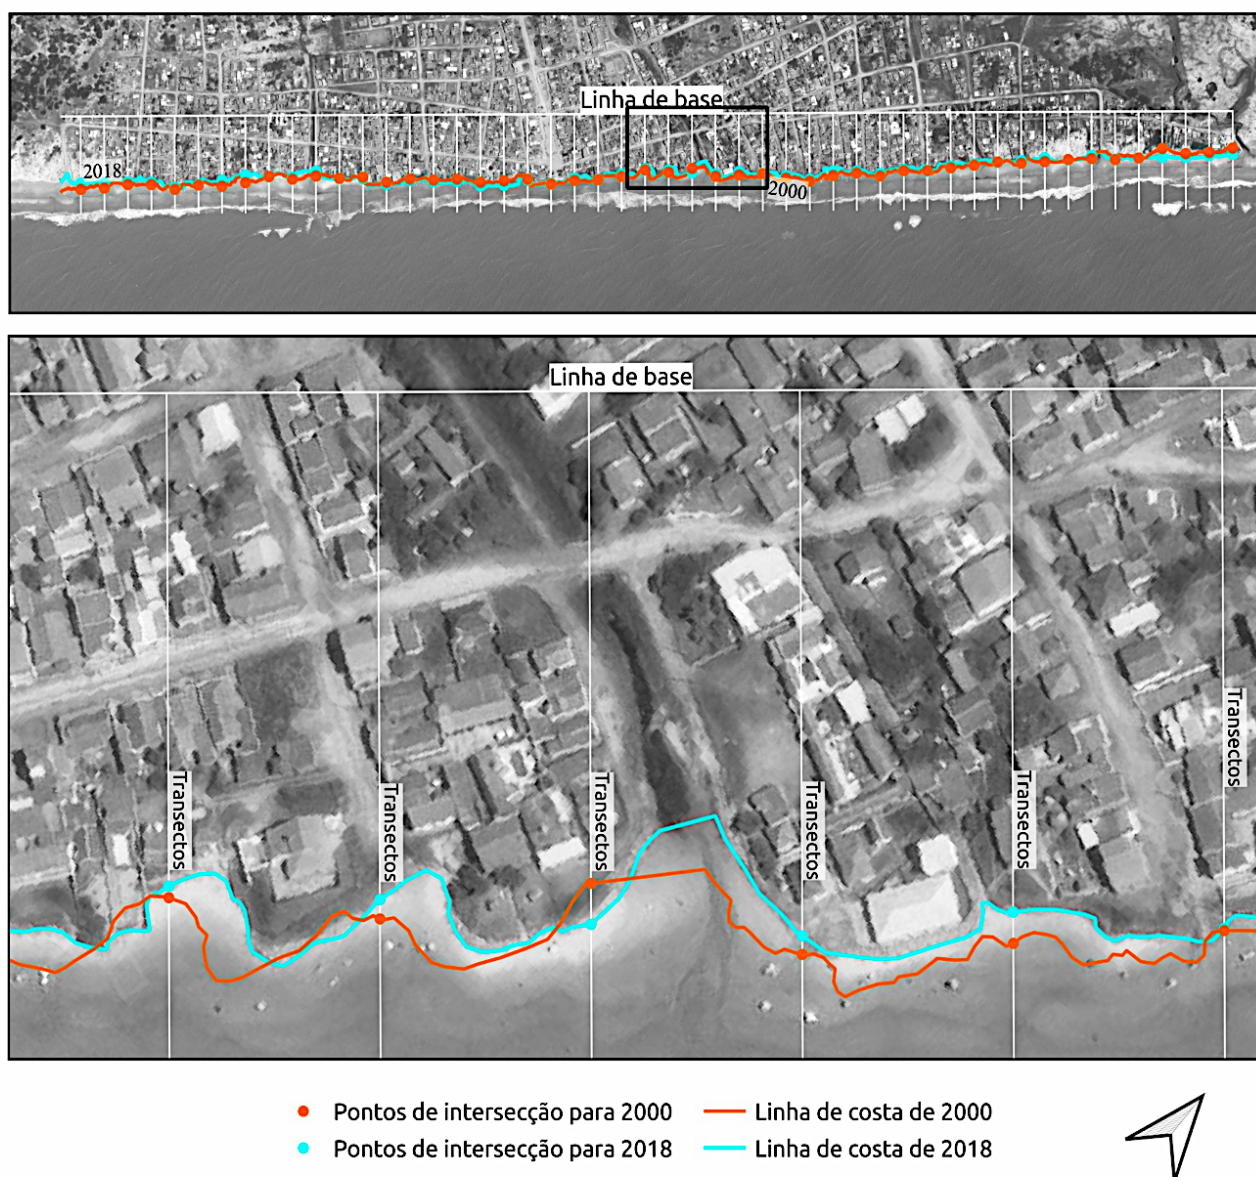 Linha de base
2018
2000
Linha de base
Transectos
Transectos
Transectos
Transectos
Transectos
Transectos
Pontos de intersecção para 2000
Linha de costa de 2000
Pontos de intersecção para 2018
Linha de costa de 2018